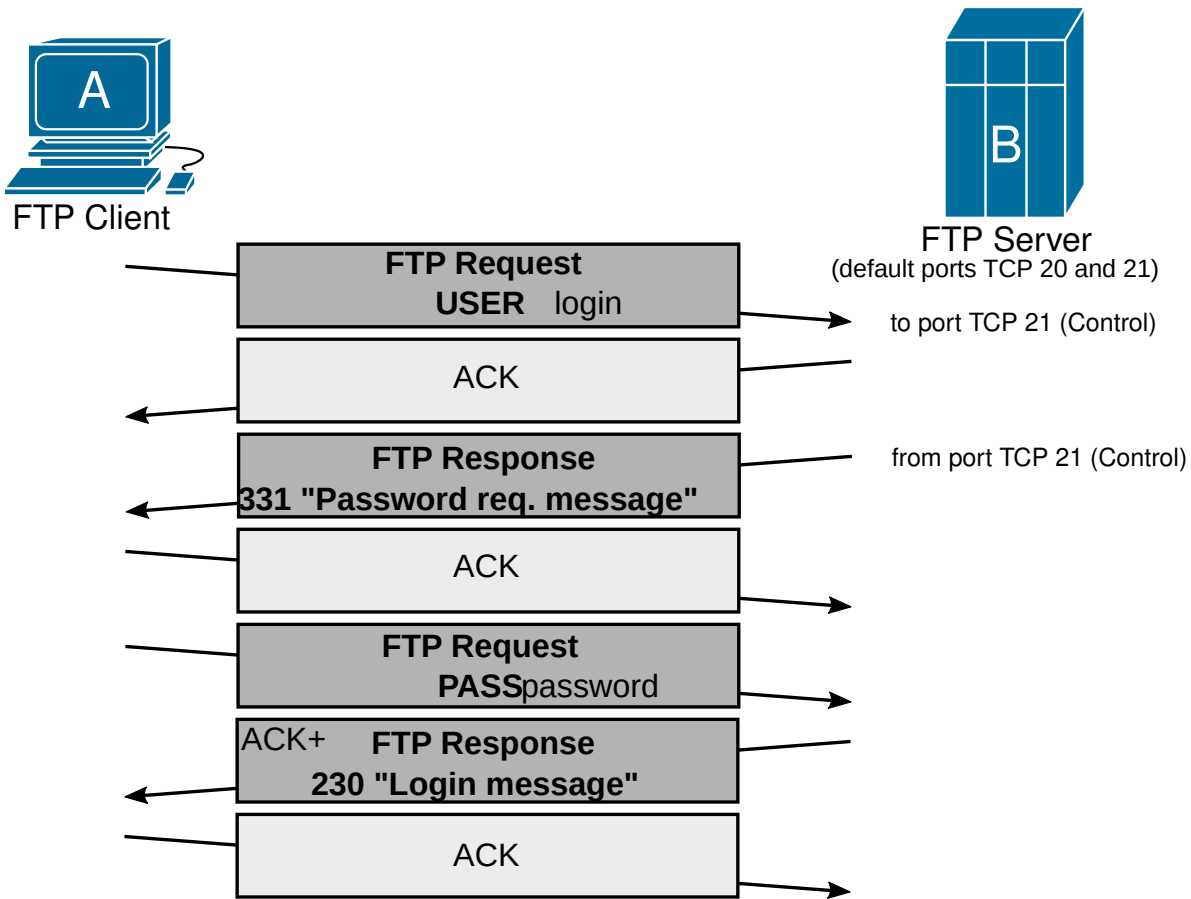 A
B
FTP Client
FTP Server
(default ports TCP 20 and 21)
FTP Request
USER login
to port TCP 21 (Control)
ACK
FTP Response
331 "Password req. message"
from port TCP 21 (Control)
ACK
FTP Request
PASSpassword
ACK+ FTP Response
230 "Login message"
ACK